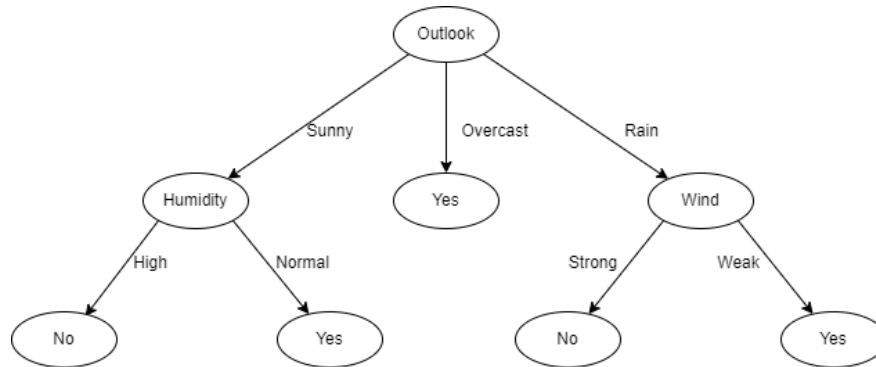 Outlook
Sunny
Overcast
Rain
Humidity
Yes
Wind
High
Normal
Strong
Weak
No
Yes
No
Yes